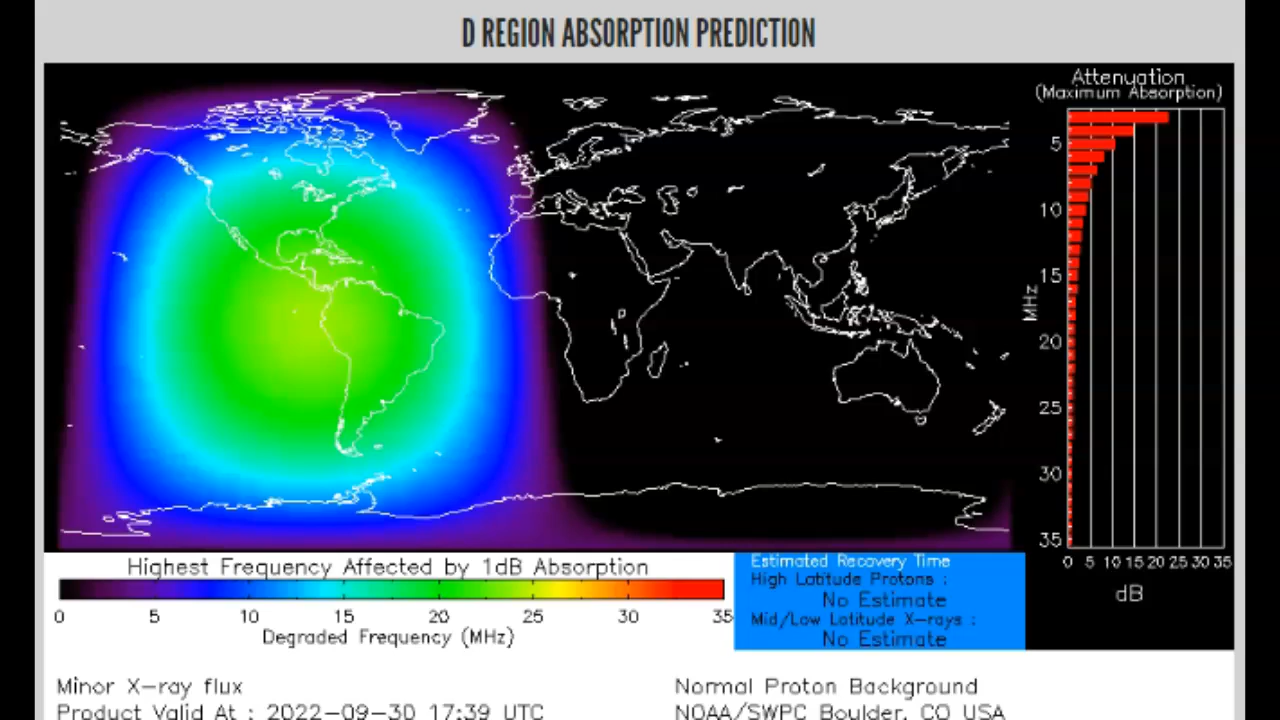 D REGION ABSORPTION PREDICTION
Attenuation
(Maximum Absorption)
5
10
15
20
25
30
35
MHz
0 5 10 15 20 25 30 35
dB
Highest Frequency Affected by 1dB Absorption
0 5 10 15 20 25 30 35
Degraded Frequency (MHz)
Estimated Recovery Time
High Latitude Protons :
No Estimate
Mid/Low Latitude X-rays :
No Estimate
Minor X-ray flux
Product Valid At : 2022-09-30 17:39 UTC
Normal Proton Background
NOAA/SWPC Boulder, CO USA